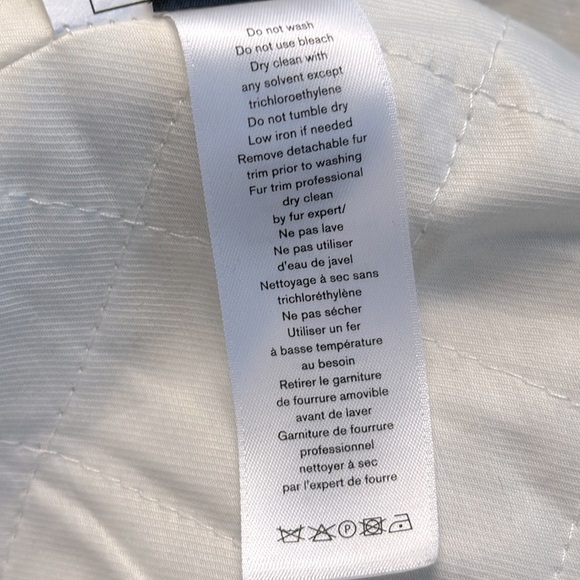 Do not wash
Do not use bleach
Dry clean with
any solvent except
trichloroethylene
Do not tumble dry
Low iron if needed
Remove detachable fur
trim prior to washing
Fur trim professional
dry clean
by fur expert/
Ne pas lave
Ne pas utiliser
d'eau de javel
Nettoyage à sec sans
trichloréthylène
Ne pas sécher
Utiliser un fer
à basse température
au besoin
Retirer le garniture
de fourrure amovible
avant de laver
Garniture de fourrure
professionnel
nettoyer à sec
par l'expert de fourre
P